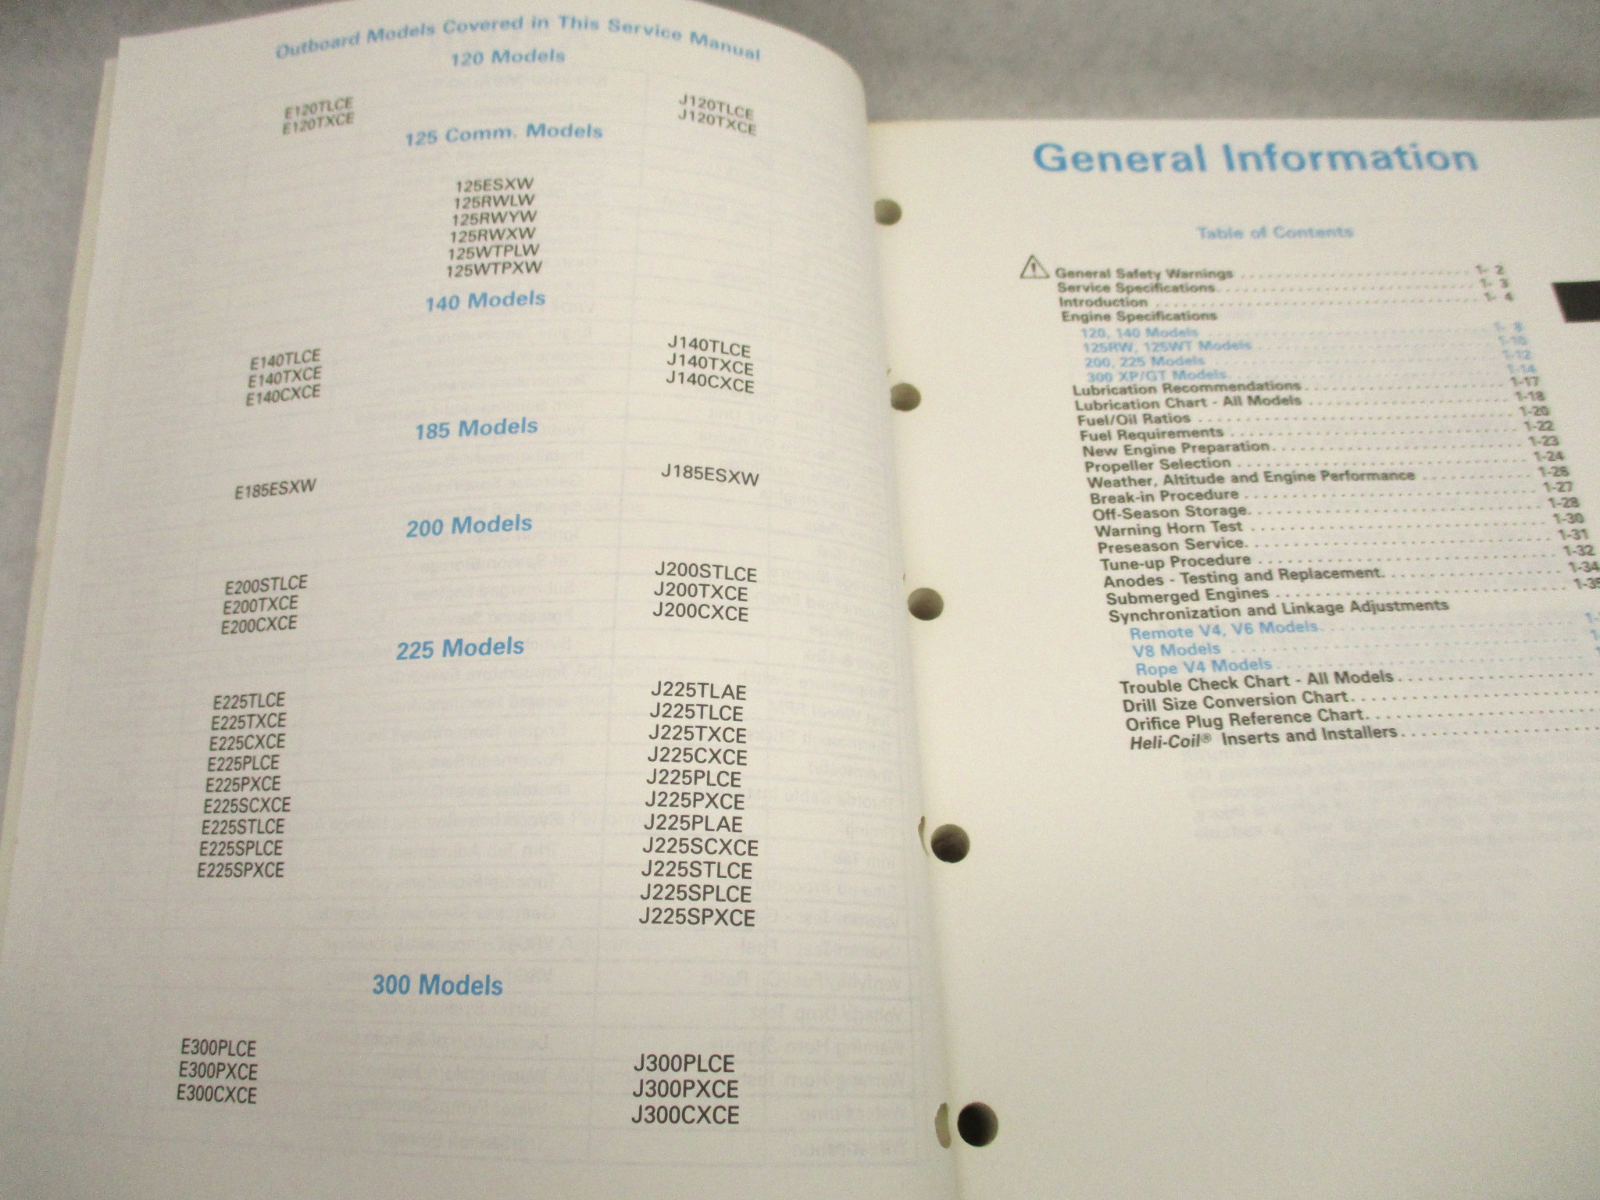 Outboard Models Covered in This Service Manual
120 Models
E120TLCE
E120TXCE
J120TLCE
J120TXCE
125 Comm. Models
125ESXW
125RWLW
125RWYW
125RWXW
125WTPLW
125WTPXW
140 Models
E140TLCE
E140TXCE
E140CXCE
J140TLCE
J140TXCE
J140CXCE
185 Models
E185ESXW
J185ESXW
200 Models
E200STLCE
E200TXCE
E200CXCE
J200STLCE
J200TXCE
J200CXCE
225 Models
E225TLCE
E225TXCE
E225CXCE
E225PLCE
E225PXCE
E225SCXCE
E225STLCE
E225SPLCE
E225SPXCE
J225TLAE
J225TLCE
J225TXCE
J225CXCE
J225PLCE
J225PXCE
J225PLAE
J225SCXCE
J225STLCE
J225SPLCE
J225SPXCE
300 Models
E300PLCE
E300PXCE
E300CXCE
J300PLCE
J300PXCE
J300CXCE
General Information
Table of Contents
General Safety Warnings 1- 2
Service Specifications 1- 3
Introduction 1- 4
Engine Specifications
120, 140 Models 1- 8
125RW, 125WT Models 1-10
200, 225 Models 1-12
300 XP/GT Models 1-14
Lubrication Recommendations 1-17
Lubrication Chart - All Models 1-18
Fuel/Oil Ratios 1-20
Fuel Requirements 1-22
New Engine Preparation 1-23
Propeller Selection 1-24
Weather, Altitude and Engine Performance 1-26
Break-in Procedure 1-27
Off-Season Storage 1-28
Warning Horn Test 1-30
Preseason Service 1-31
Tune-up Procedure 1-32
Anodes - Testing and Replacement 1-34
Submerged Engines 1-35
Synchronization and Linkage Adjustments
Remote V4, V6 Models
V8 Models
Rope V4 Models
Trouble Check Chart - All Models
Drill Size Conversion Chart
Orifice Plug Reference Chart
Heli-Coil® Inserts and Installers